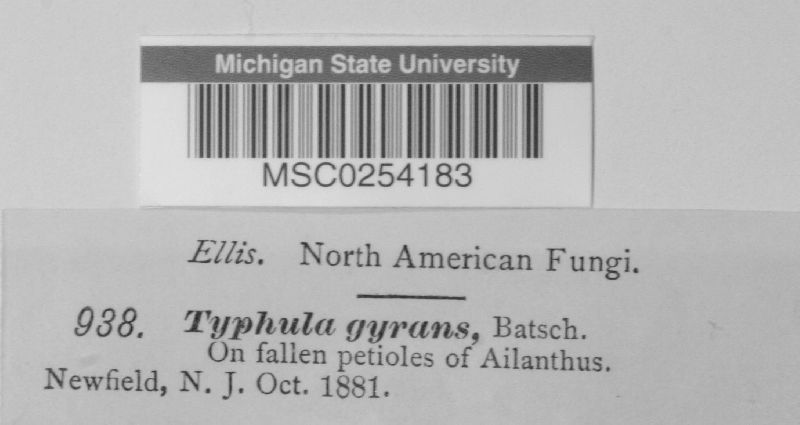 Michigan State University
MSC0254183
Ellis. North American Fungi.
938. Typhula gyrans, Batsch.
On fallen petioles of Ailanthus.
Newfield, N. J. Oct. 1881.